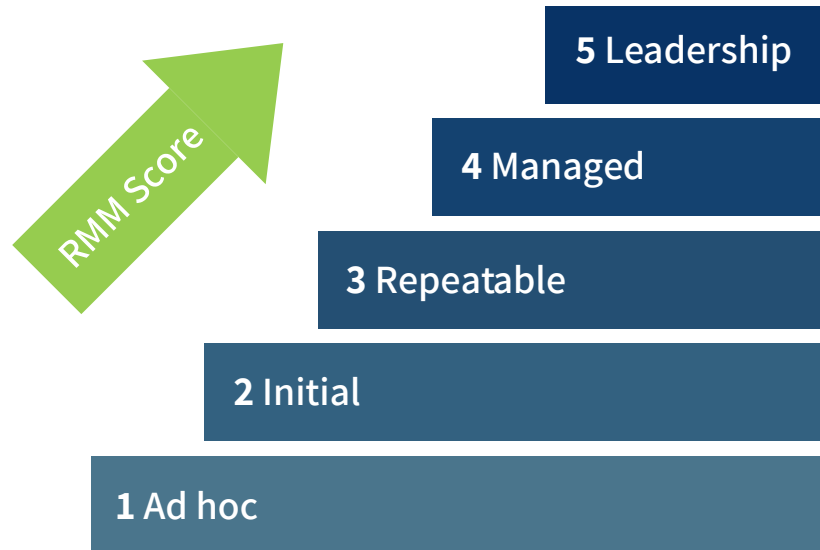 RMM Score
5 Leadership
4 Managed
3 Repeatable
2 Initial
1 Ad hoc